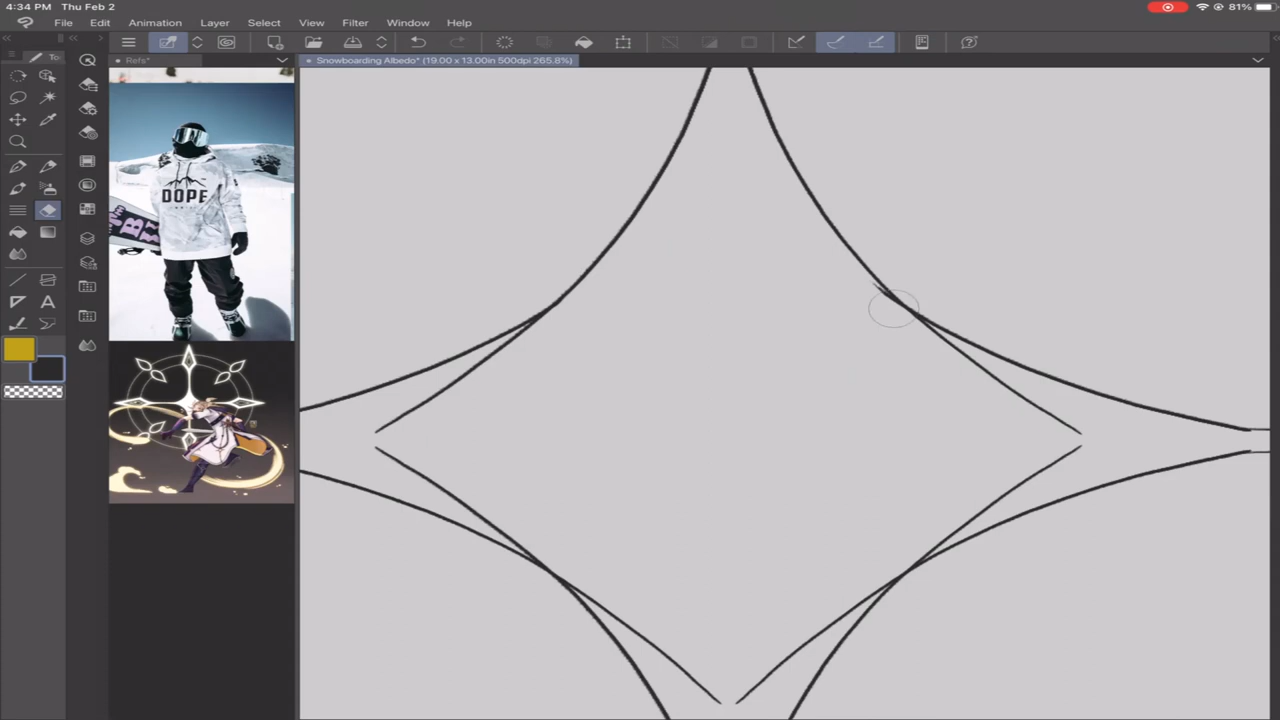 4:34 PM Thu Feb 2
81%
File Edit Animation Layer Select View Filter Window Help
To
Refs*
Snowboarding Albedo* (19.00 x 13.00in 500dpi 265.8%)
DOPE
A